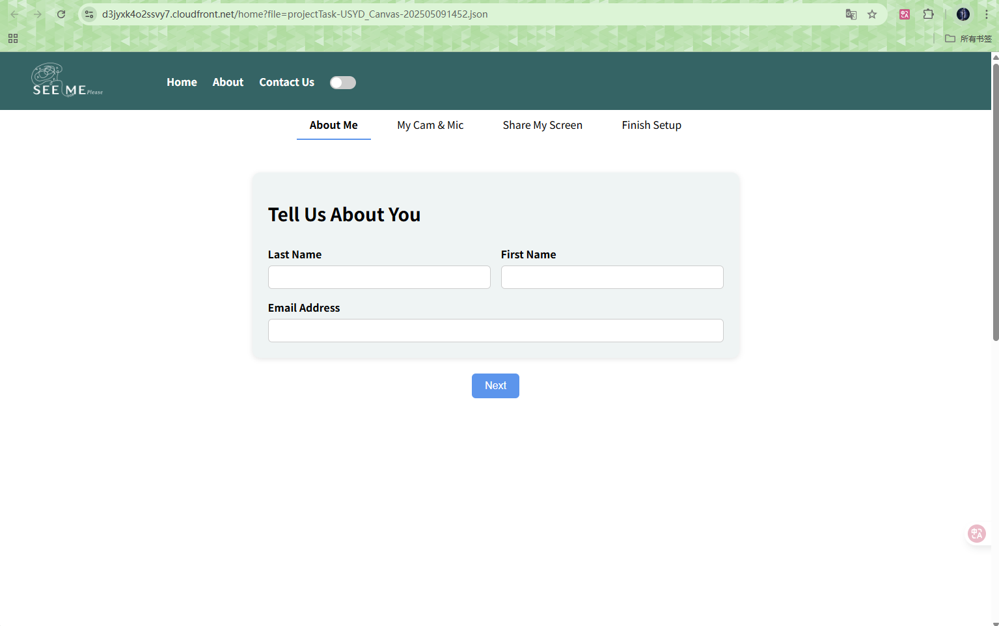 d3jyxk4o2ssvy7.cloudfront.net/home?file=projectTask-USYD_Canvas-202505091452.json
所有书签
SEE ME Please
Home About Contact Us
About Me My Cam & Mic Share My Screen Finish Setup
Tell Us About You
Last Name First Name
Email Address
Next